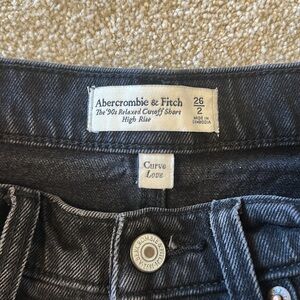 Abercrombie & Fitch
The '90s Relaxed Cutoff Short
High Rise
26
2
MADE IN
CAMBODIA
Curve
Love